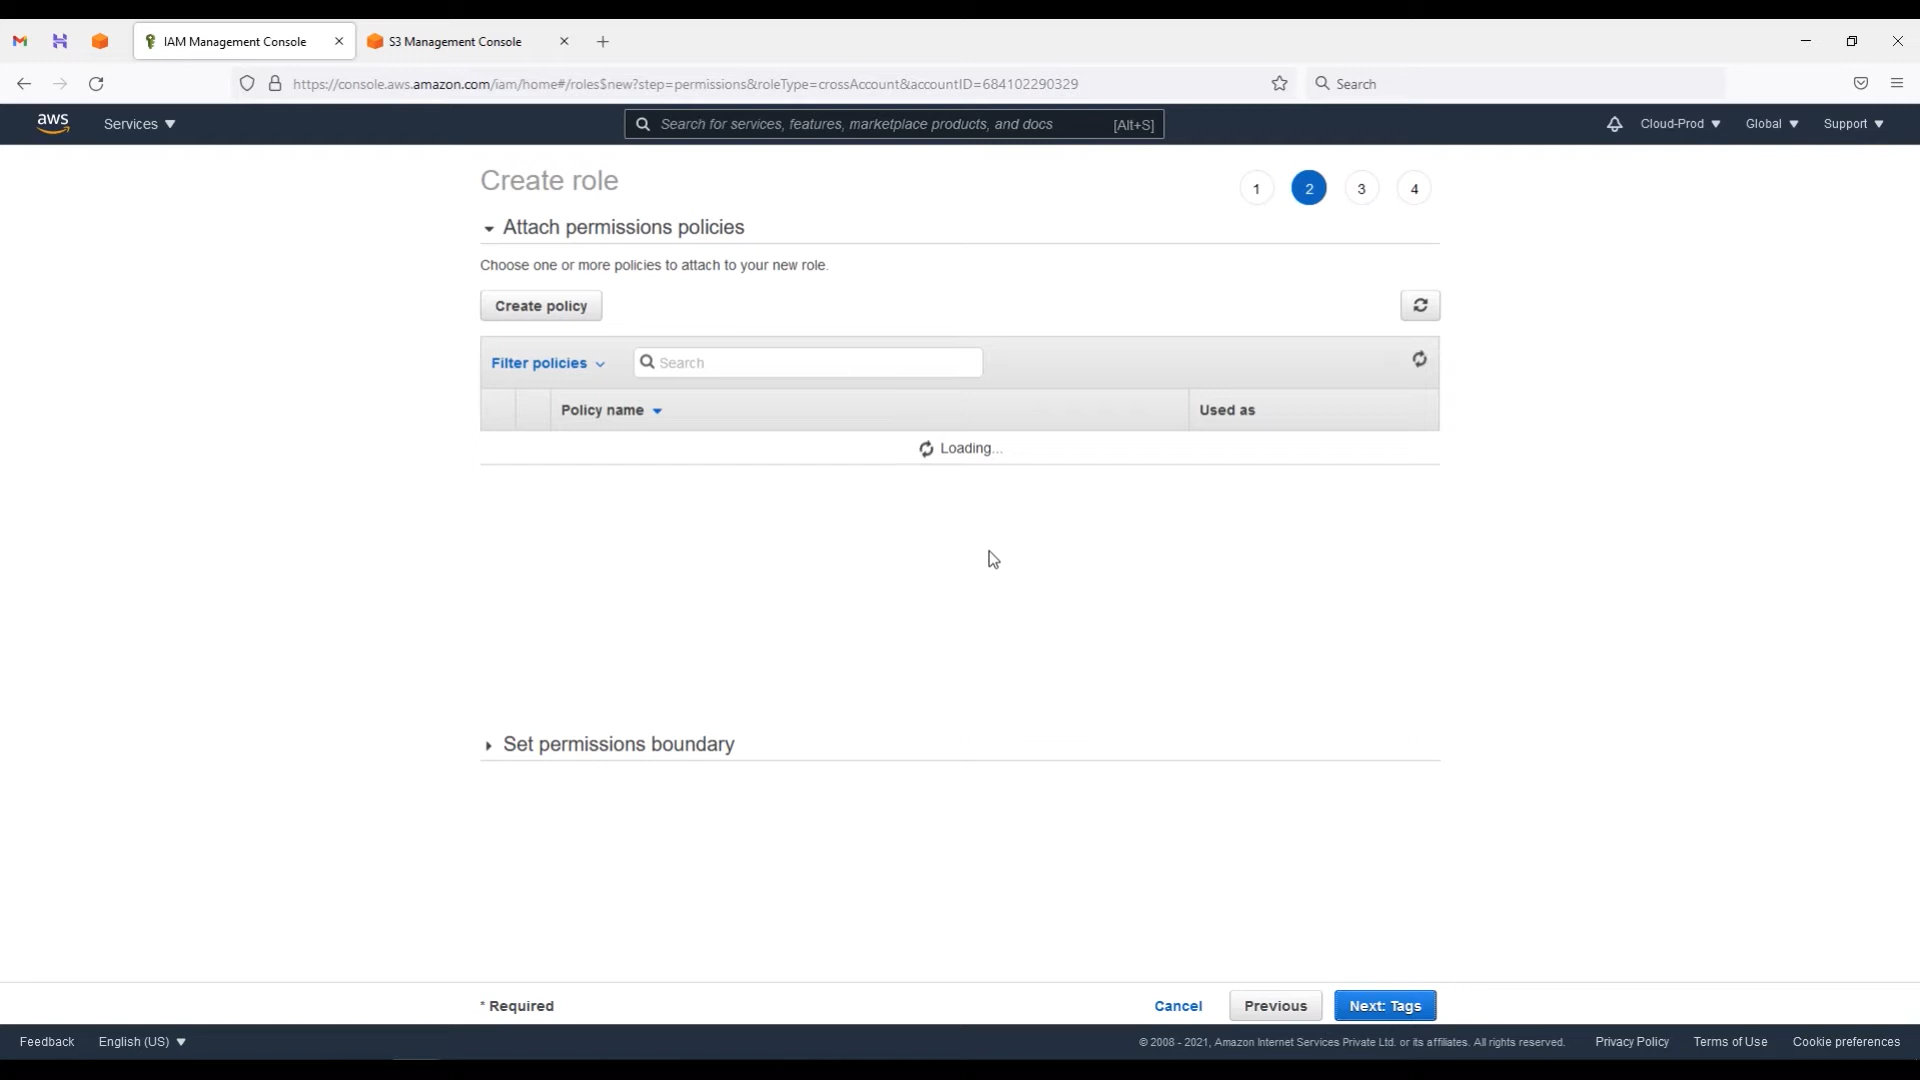 IAM Management Console
S3 Management Console
https://console.aws.amazon.com/iam/home#/roles$new?step=permissions&roleType=crossAccount&accountID=684102290329
Search
aws
Services
Search for services, features, marketplace products, and docs
[Alt+S]
Cloud-Prod
Global
Support
Create role
1
2
3
4
Attach permissions policies
Choose one or more policies to attach to your new role.
Create policy
Filter policies
Search
Policy name
Used as
Loading...
Set permissions boundary
* Required
Cancel
Previous
Next: Tags
Feedback
English (US)
© 2008 - 2021, Amazon Internet Services Private Ltd. or its affiliates. All rights reserved.
Privacy Policy
Terms of Use
Cookie preferences